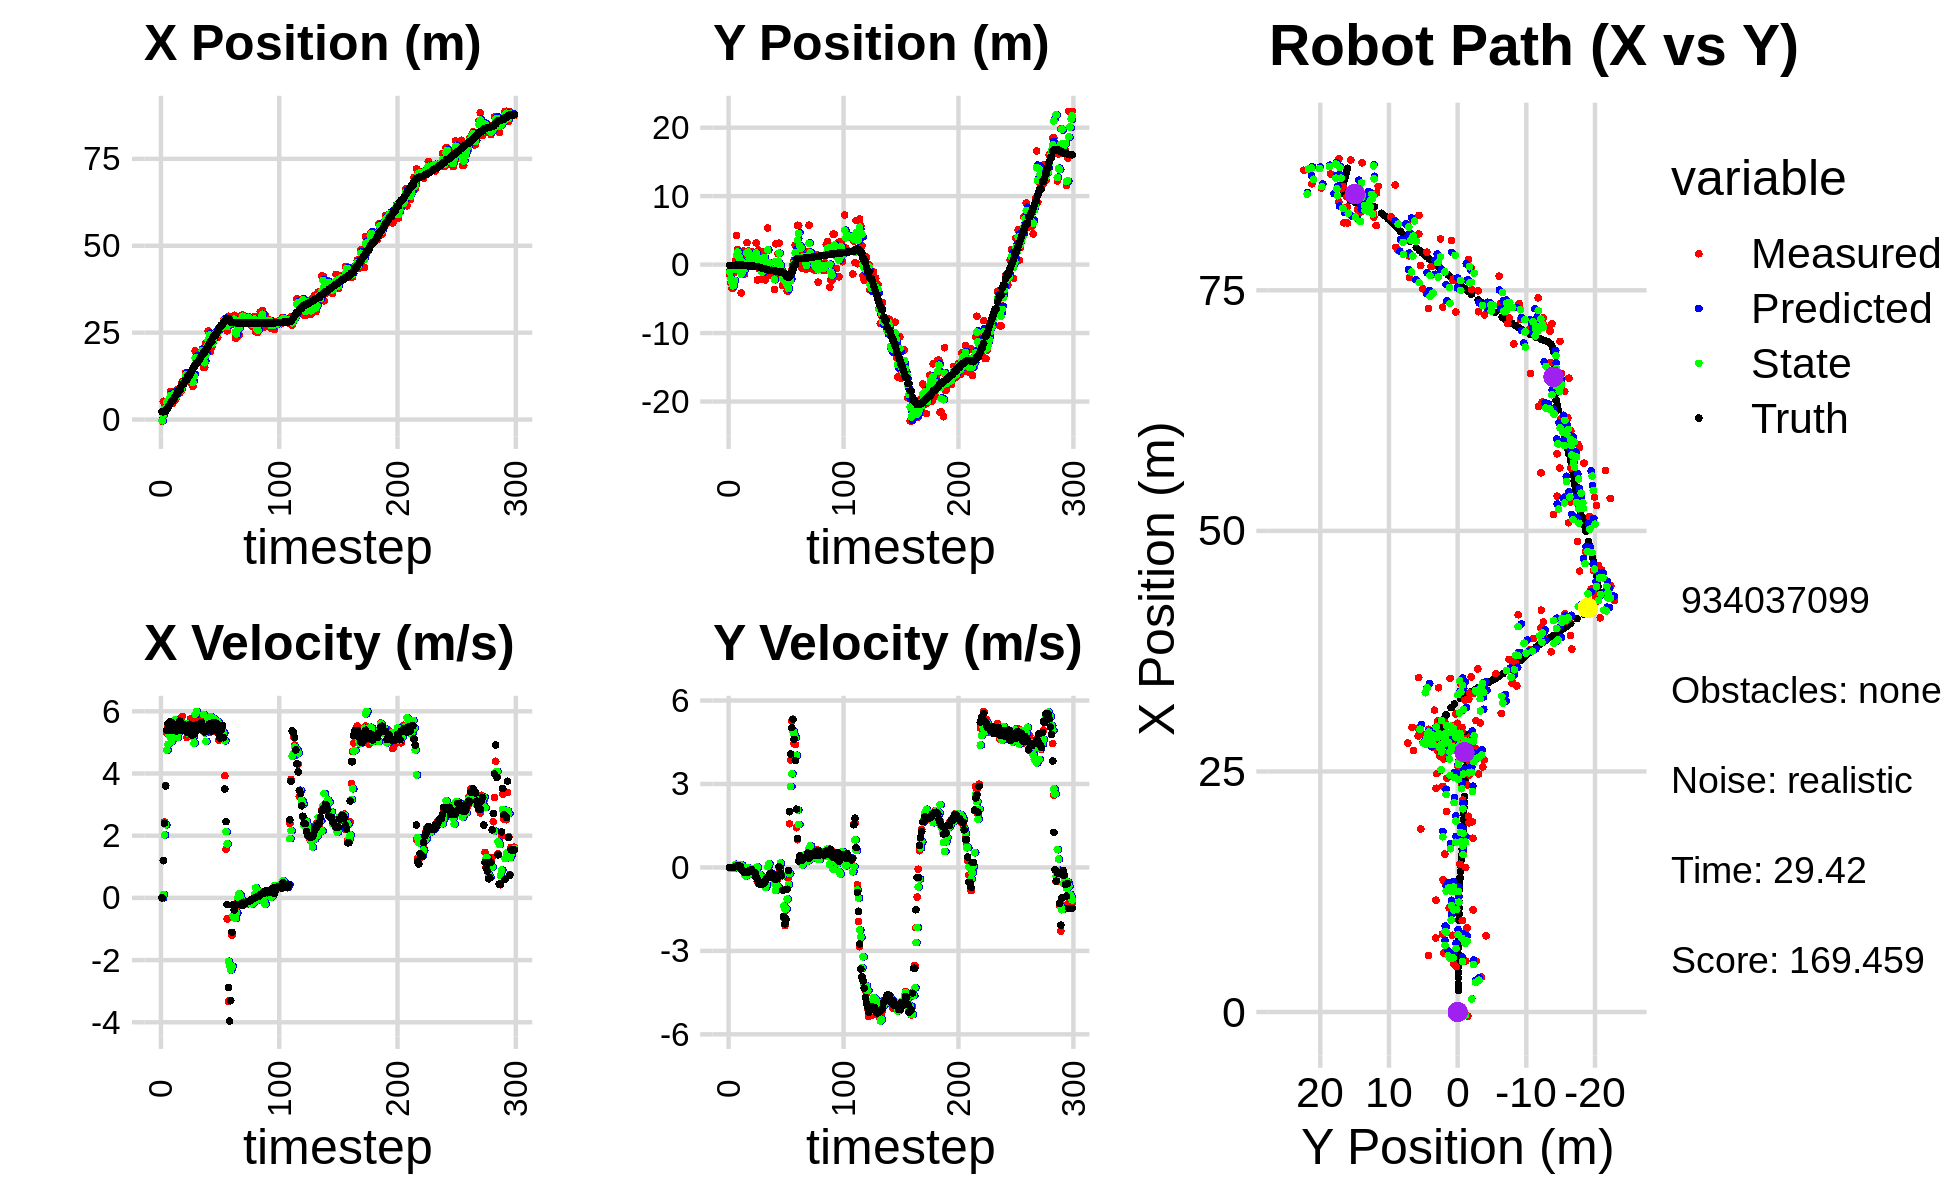 X Position (m)
75
50
25
0
0 100 200 300
timestep
Y Position (m)
20
10
0
-10
-20
0 100 200 300
timestep
X Velocity (m/s)
6
4
2
0
-2
-4
0 100 200 300
timestep
Y Velocity (m/s)
6
3
0
-3
-6
0 100 200 300
timestep
Robot Path (X vs Y)
X Position (m)
75
50
25
0
20 10 0 -10 -20
Y Position (m)
variable
Measured
Predicted
State
Truth
934037099
Obstacles: none
Noise: realistic
Time: 29.42
Score: 169.459